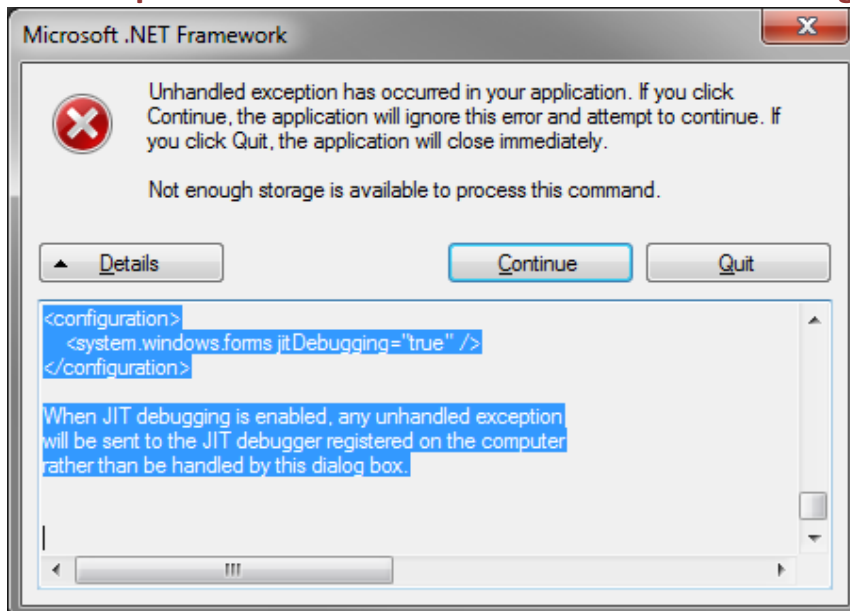 Microsoft .NET Framework
Unhandled exception has occurred in your application. If you click
Continue, the application will ignore this error and attempt to continue. If
you click Quit, the application will close immediately.
Not enough storage is available to process this command.
Details
Continue
Quit
<configuration>
<system.windows.forms jitDebugging="true" />
</configuration>
When JIT debugging is enabled, any unhandled exception
will be sent to the JIT debugger registered on the computer
rather than be handled by this dialog box.